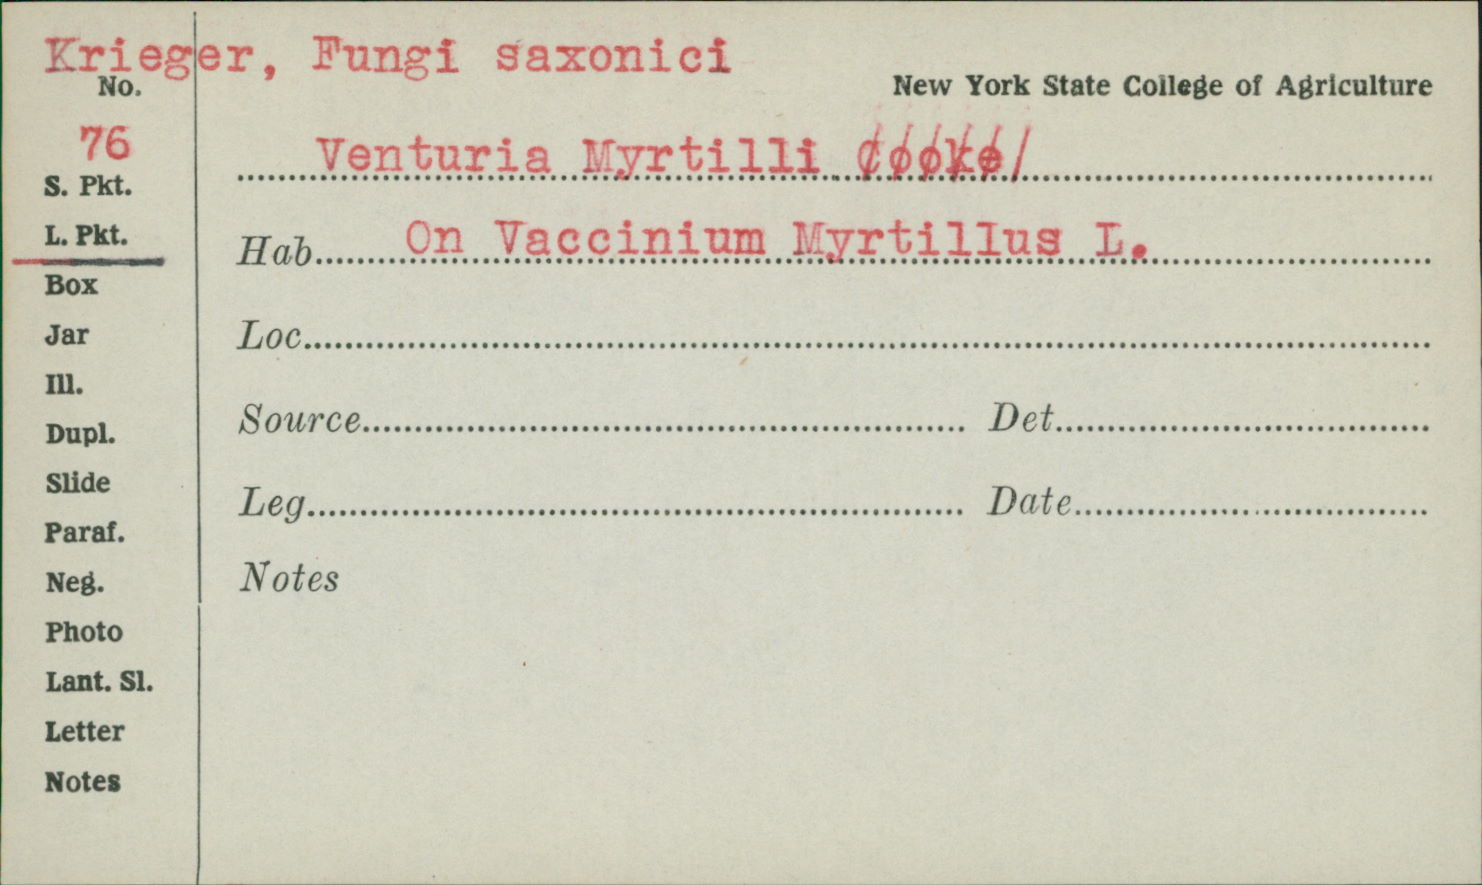 Krieger, Fungi saxonici
No.
New York State College of Agriculture
76
Venturia Myrtilli Cooke
S. Pkt.
L. Pkt.
Hab. On Vaccinium Myrtillus L.
Box
Jar
Loc.
Ill.
Dupl.
Source Det.
Slide
Leg. Date
Paraf.
Neg.
Notes
Photo
Lant. Sl.
Letter
Notes